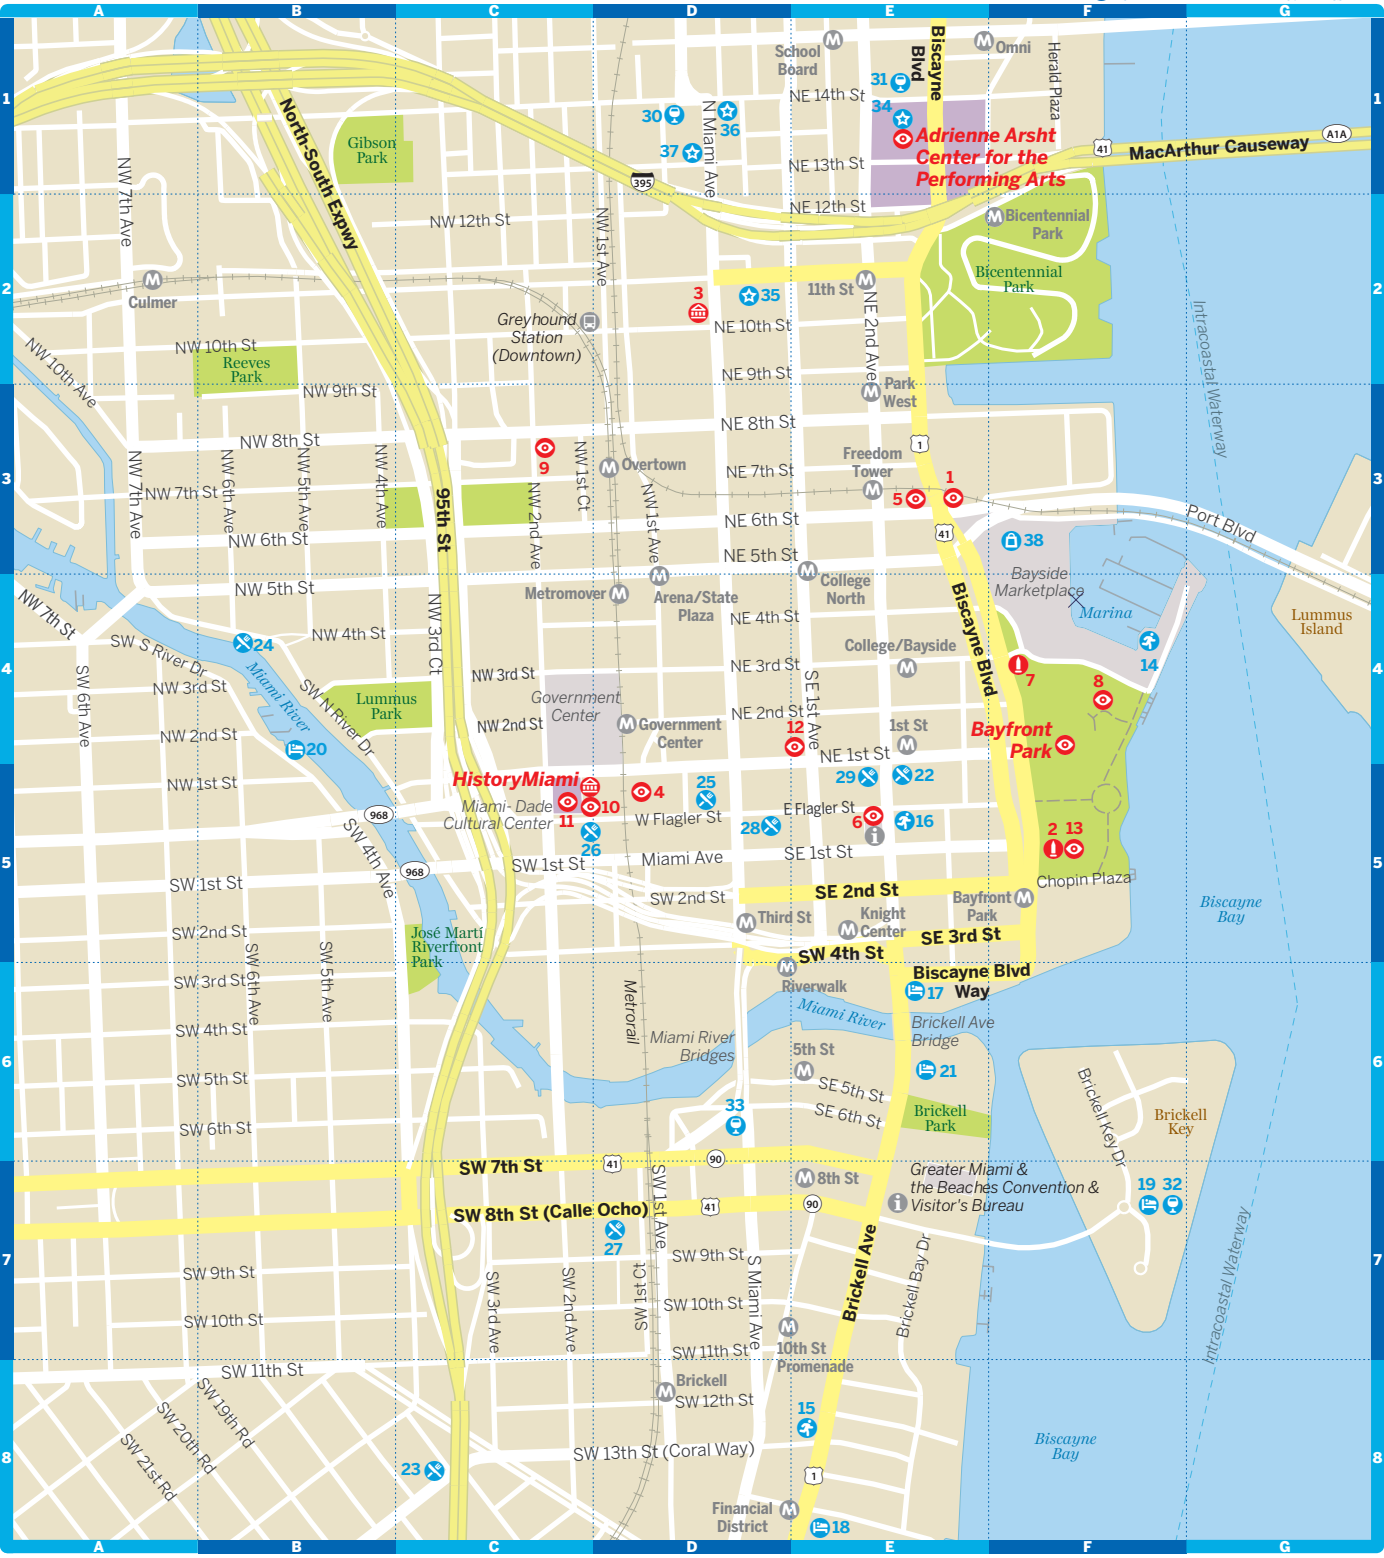 A
B
C
D
E
F
G
1
2
3
4
5
6
7
8
School
Board
Omni
Biscayne
Blvd
Herald Plaza
31
NE 14th St
34
30
36
37
N Miami Ave
Adrienne Arsht
Center for the
Performing Arts
41
MacArthur Causeway
A1A
NE 13th St
North-South Expwy
Gibson
Park
NW 7th Ave
395
NE 12th St
NW 12th St
NW 1st Ave
Bicentennial
Park
Bicentennial
Park
Culmer
3
35
11th St
NE 2nd Ave
Greyhound
Station
(Downtown)
NE 10th St
Intracoastal Waterway
NW 10th Ave
NW 10th St
Reeves
Park
NW 9th St
NE 9th St
Park
West
NW 8th St
NE 8th St
1
9
NW 1st Ct
Overtown
Freedom
Tower
NE 7th St
5
1
NW 7th Ave
NW 7th St
NW 6th Ave
NW 5th Ave
NW 4th Ave
95th St
NW 2nd Ave
NW 1st Ave
NW 6th St
NE 6th St
41
Port Blvd
38
NE 5th St
NW 5th St
College
North
Bayside
Marketplace
Marina
Metromover
Arena/State
Plaza
NW 7th St
NW 3rd Ct
NE 4th St
Biscayne Blvd
Lummus
Island
SW S River Dr
24
NW 4th St
College/Bayside
14
SW 6th Ave
NW 3rd St
Miami River
SW N River Dr
NW 3rd St
NE 3rd St
SE 1st Ave
7
8
Lummus
Park
Government
Center
NW 2nd St
20
NW 2nd St
Government
Center
NE 2nd St
12
1st St
Bayfront
Park
NE 1st St
NW 1st St
HistoryMiami
25
29
22
4
Miami-Dade
Cultural Center
11
10
968
W Flagler St
28
E Flagler St
6
16
26
2
13
SW 4th Ave
968
SW 1st St
Miami Ave
SE 1st St
SW 1st St
Chopin Plaza
SW 2nd St
SE 2nd St
Bayfront
Park
Biscayne
Bay
Third St
Knight
Center
SE 3rd St
SW 2nd St
José Martí
Riverfront
Park
SW 4th St
SW 6th Ave
SW 5th Ave
SW 3rd St
Riverwalk
Biscayne Blvd
Way
17
Metrorail
Miami River
SW 4th St
Miami River
Bridges
Brickell Ave
Bridge
5th St
SW 5th St
21
SE 5th St
SE 6th St
33
Brickell
Park
Brickell Key Dr
Brickell
Key
SW 6th St
SW 7th St
41
90
SW 1st Ave
8th St
Greater Miami &
the Beaches Convention &
Visitor's Bureau
19
32
SW 8th St (Calle Ocho)
41
90
27
Intracoastal Waterway
SW 9th St
SW 9th St
SW 3rd Ave
SW 2nd Ave
SW 1st Ct
S Miami Ave
Brickell Ave
Brickell Bay Dr
SW 10th St
SW 10th St
10th St
Promenade
SW 11th St
SW 11th St
Brickell
SW 12th St
SW 19th Rd
SW 20th Rd
SW 21st Rd
15
SW 13th St (Coral Way)
23
1
Biscayne
Bay
Financial
District
18
A
B
C
D
E
F
G